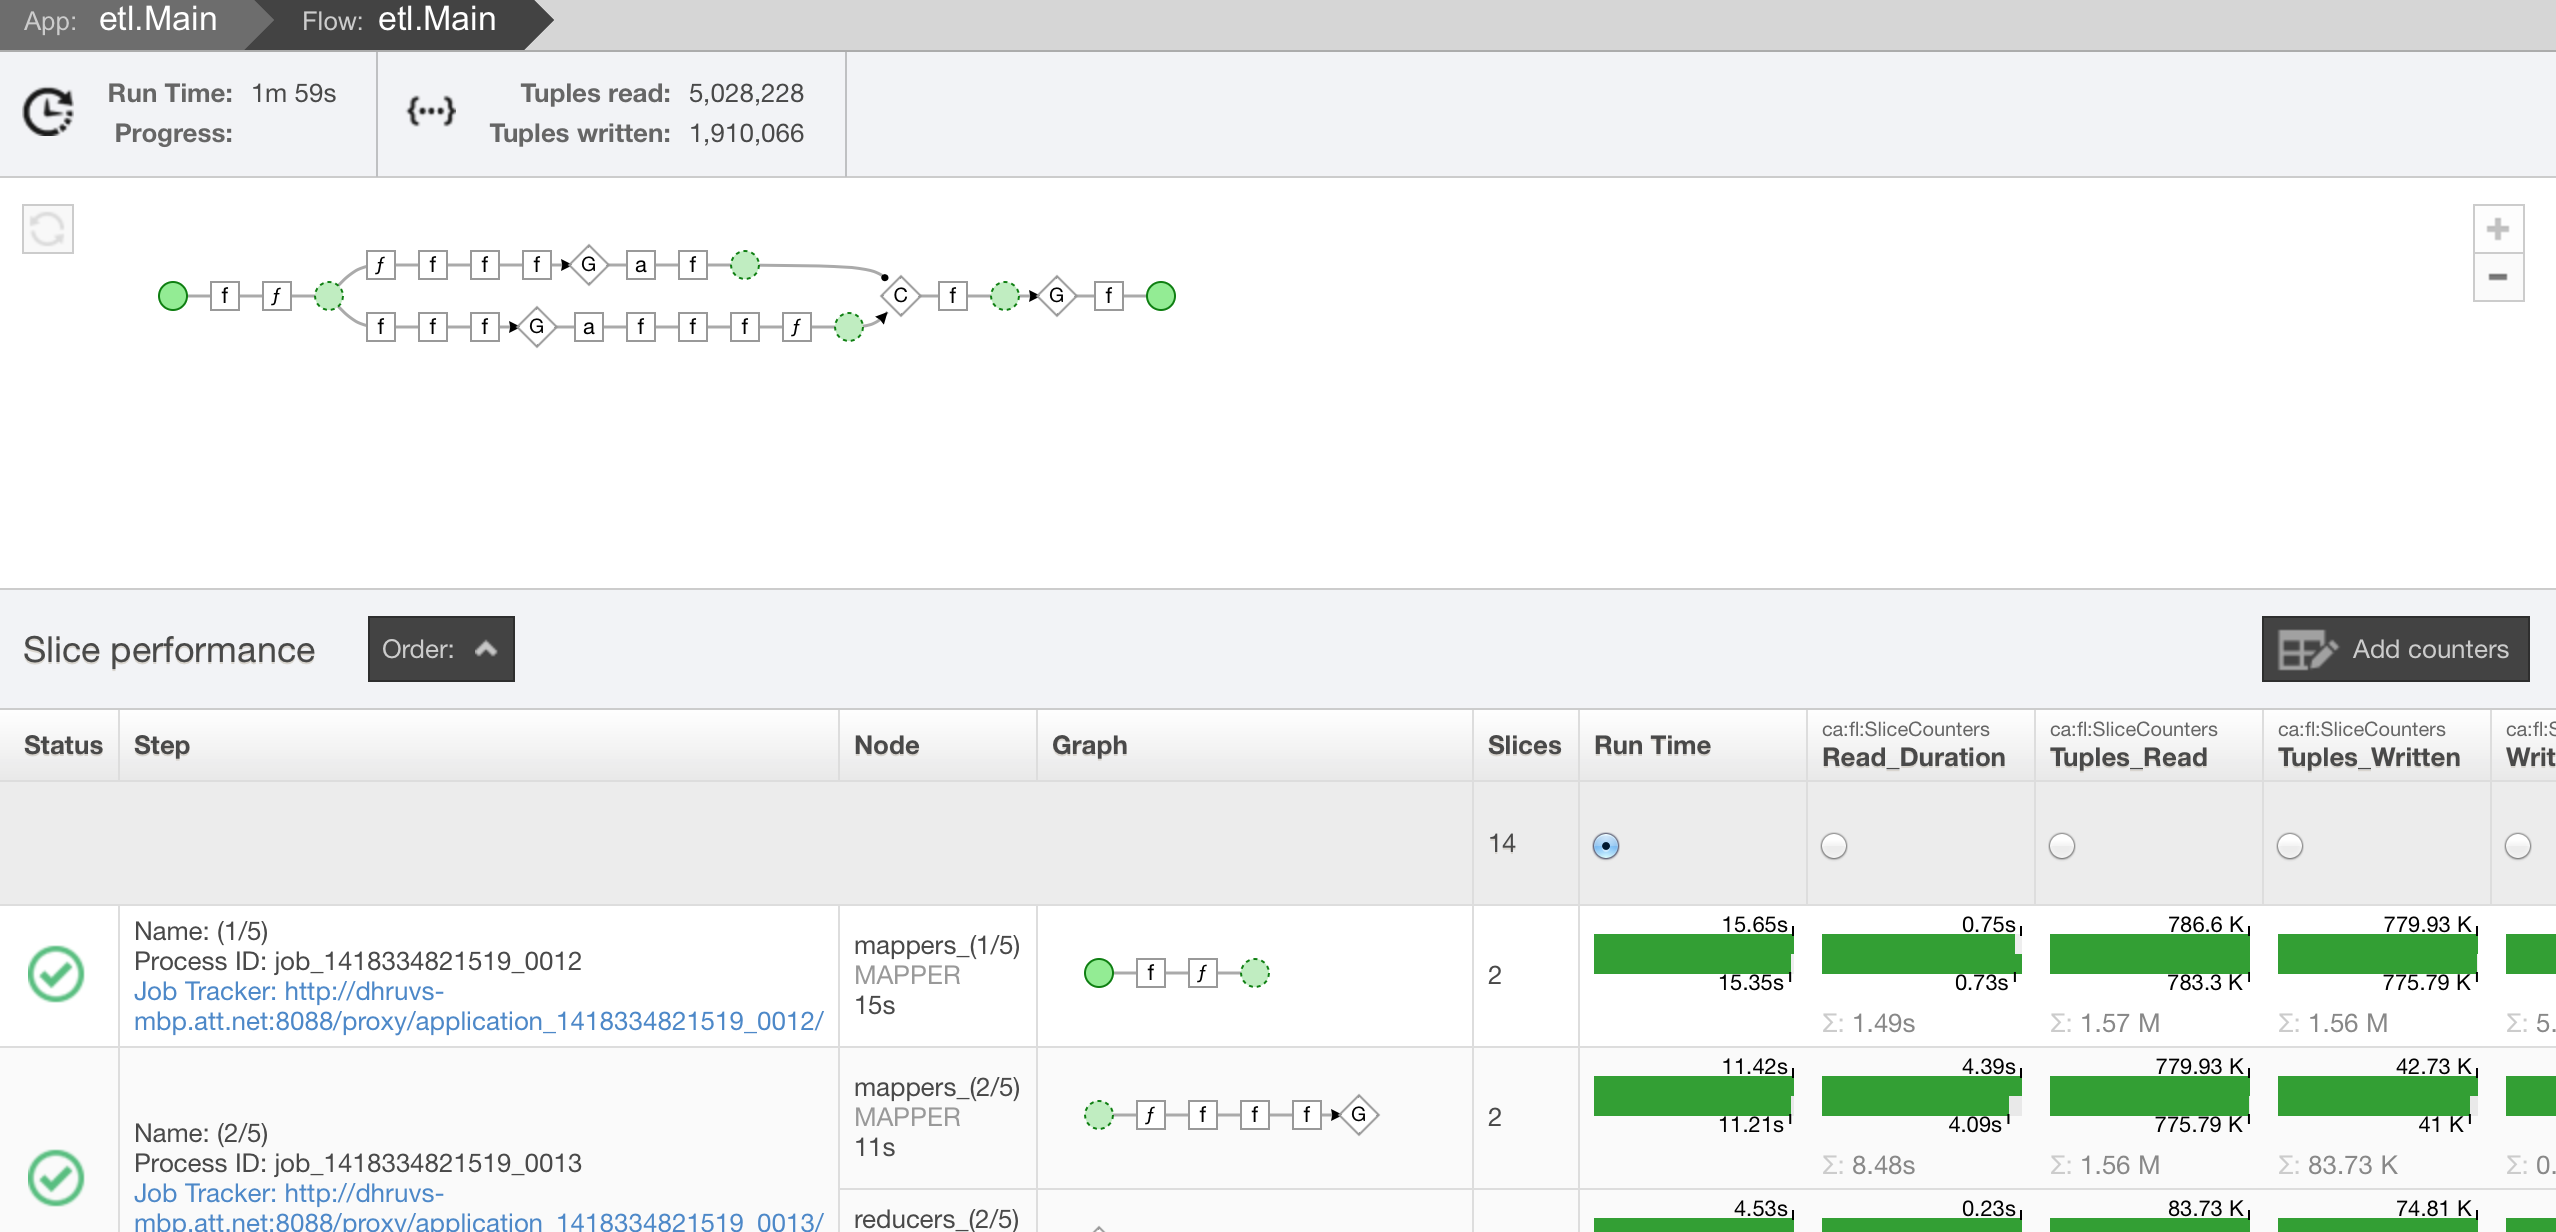 App: etl.Main Flow: etl.Main
Run Time: 1m 59s
Progress:
{···}
Tuples read: 5,028,228
Tuples written: 1,910,066
ƒ f f f G a f
f ƒ C f G f
f f f G a f f f ƒ
Slice performance
Order:
Add counters
Status Step Node Graph Slices Run Time
ca:fl:SliceCounters
Read_Duration
ca:fl:SliceCounters
Tuples_Read
ca:fl:SliceCounters
Tuples_Written
ca:fl:S
Writ
14
Name: (1/5)
Process ID: job_1418334821519_0012
Job Tracker: http://dhruvs-
mbp.att.net:8088/proxy/application_1418334821519_0012/
mappers_(1/5)
MAPPER
15s
f ƒ
2
15.65s
15.35s
0.75s
0.73s
Σ: 1.49s
786.6 K
783.3 K
Σ: 1.57 M
779.93 K
775.79 K
Σ: 1.56 M
Σ: 5.
Name: (2/5)
Process ID: job_1418334821519_0013
Job Tracker: http://dhruvs-
mbp.att.net:8088/proxy/application_1418334821519_0013/
mappers_(2/5)
MAPPER
11s
ƒ f f f G
2
11.42s
11.21s
4.39s
4.09s
Σ: 8.48s
779.93 K
775.79 K
Σ: 1.56 M
42.73 K
41 K
Σ: 83.73 K
Σ: 0.
reducers_(2/5)
4.53s
0.23s
83.73 K
74.81 K